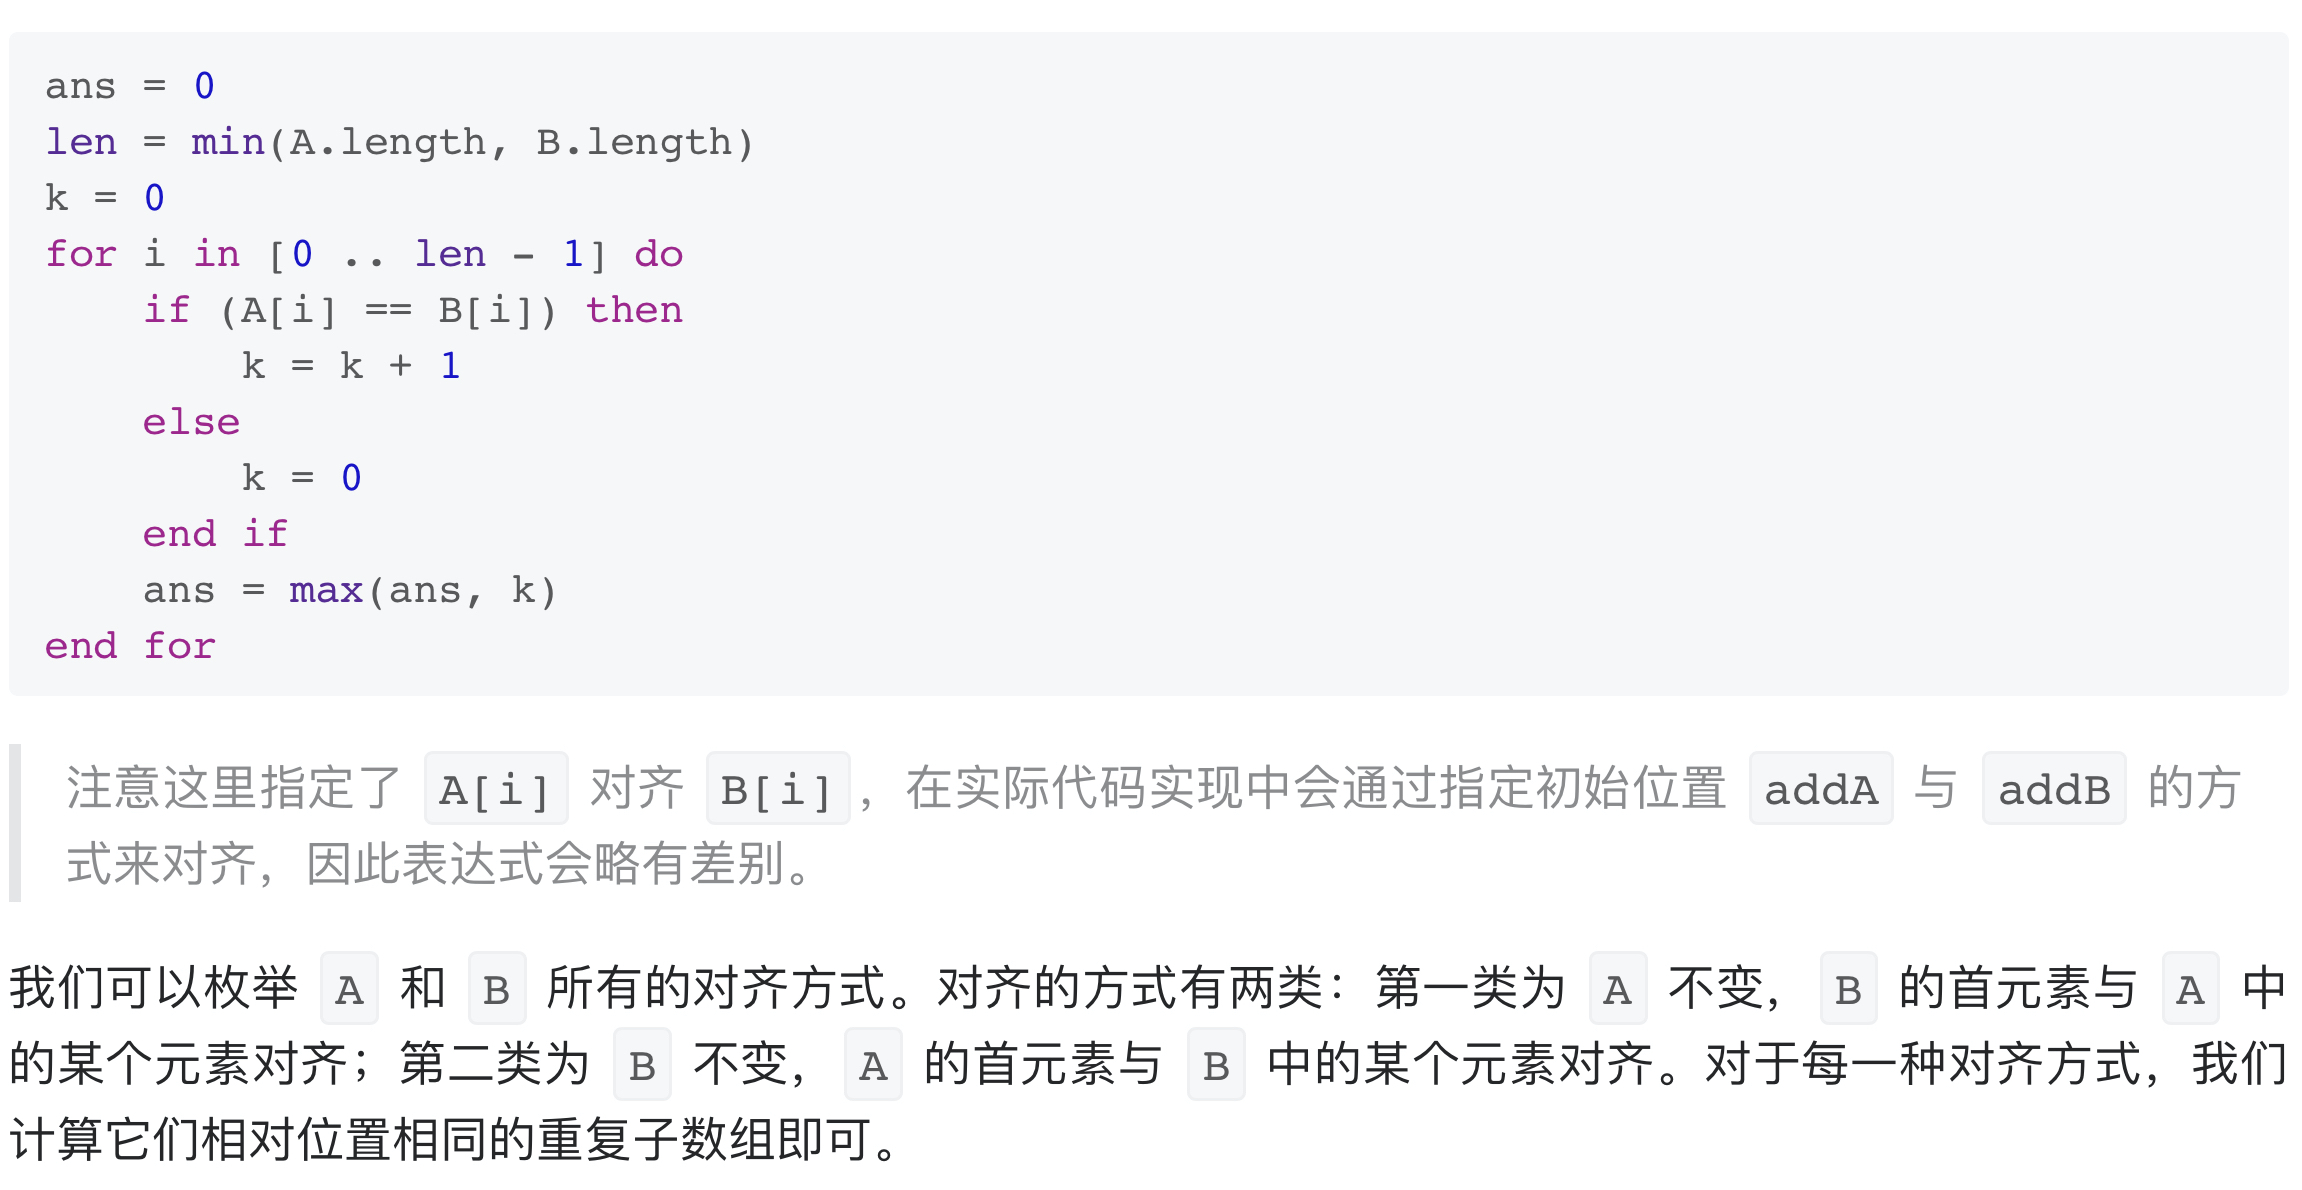 ans = 0
len = min(A.length, B.length)
k = 0
for i in [0 .. len - 1] do
    if (A[i] == B[i]) then
        k = k + 1
    else
        k = 0
    end if
    ans = max(ans, k)
end for
注意这里指定了 A[i] 对齐 B[i]，在实际代码实现中会通过指定初始位置 addA 与 addB 的方
式来对齐，因此表达式会略有差别。
我们可以枚举 A 和 B 所有的对齐方式。对齐的方式有两类：第一类为 A 不变，B 的首元素与 A 中
的某个元素对齐；第二类为 B 不变，A 的首元素与 B 中的某个元素对齐。对于每一种对齐方式，我们
计算它们相对位置相同的重复子数组即可。